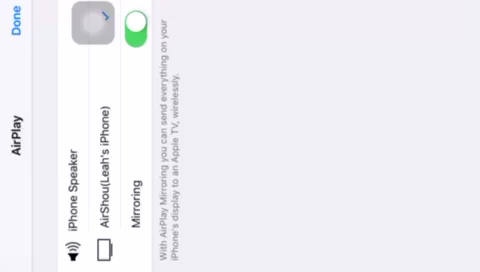 AirPlay
Done
iPhone Speaker
AirShou(Leah's iPhone)
Mirroring
With AirPlay Mirroring you can send everything on your
iPhone's display to an Apple TV, wirelessly.